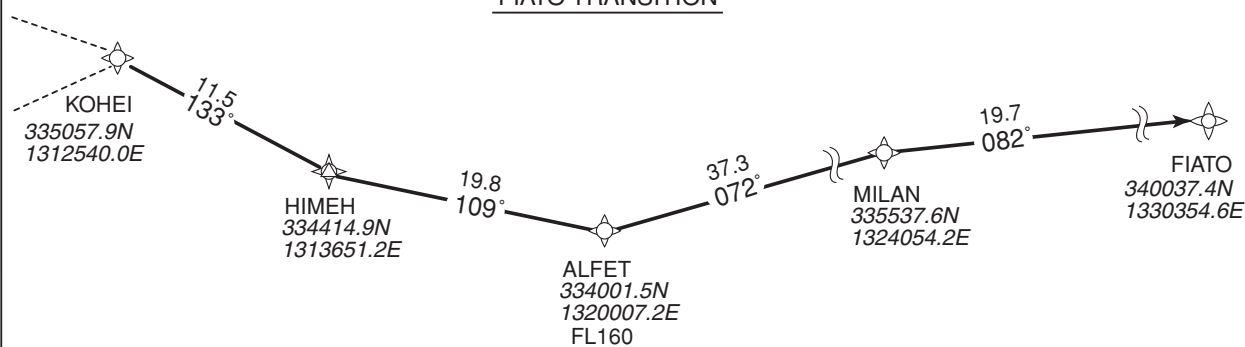 FIATO TRANSITION
KOHEI
335057.9N
1312540.0E
11.5
133°
HIMEH
334414.9N
1313651.2E
19.8
109°
ALFET
334001.5N
1320007.2E
FL160
37.3
072°
MILAN
335537.6N
1324054.2E
19.7
082°
FIATO
340037.4N
1330354.6E